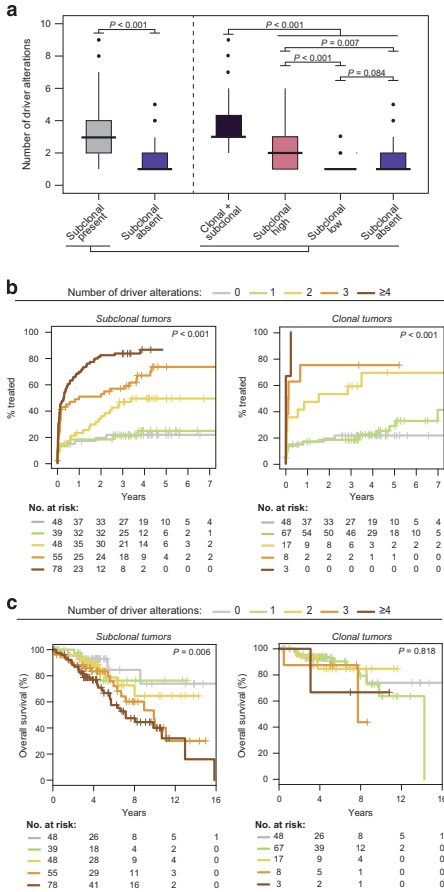 a
P < 0.001
P < 0.001
P = 0.007
P < 0.001
P = 0.084
Number of driver alterations
10
8
6
4
2
0
Subclonal present
Subclonal absent
Clonal + subclonal
Subclonal high
Subclonal low
Subclonal absent
b
Number of driver alterations: 0 1 2 3 ≥4
Subclonal tumors
P < 0.001
% treated
100
80
60
40
20
0
0 1 2 3 4 5 6 7
Years
No. at risk:
48 37 33 27 19 10 5 4
39 32 32 25 12 6 2 1
48 35 30 21 14 6 3 2
55 25 24 18 9 4 2 2
78 23 12 8 2 0 0 0
Clonal tumors
P < 0.001
% treated
100
80
60
40
20
0
0 1 2 3 4 5 6 7
Years
No. at risk:
48 37 33 27 19 10 5 4
67 54 50 46 29 18 10 5
17 9 8 6 3 2 2 2
8 2 2 2 1 1 0 0
3 0 0 0 0 0 0 0
c
Number of driver alterations: 0 1 2 3 ≥4
Subclonal tumors
P = 0.006
Overall survival (%)
100
80
60
40
20
0
0 4 8 12 16
Years
No. at risk:
48 26 8 5 1
39 18 4 2 0
48 28 9 4 0
55 29 11 3 0
78 41 16 2 0
Clonal tumors
P = 0.818
Overall survival (%)
100
80
60
40
20
0
0 4 8 12 16
Years
No. at risk:
48 26 8 5 1
67 39 12 2 0
17 9 4 0 0
8 5 1 0 0
3 2 1 0 0